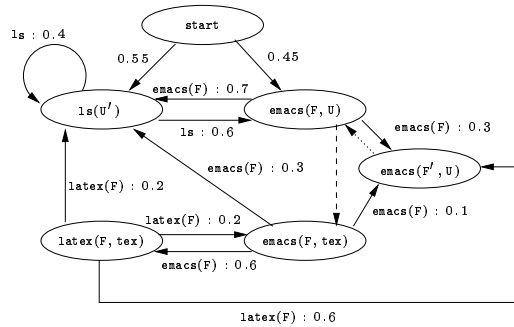 start
ls : 0.4
0.55
0.45
emacs(F) : 0.7
ls(U′)
emacs(F, U)
ls : 0.6
emacs(F) : 0.3
emacs(F′, U)
emacs(F) : 0.3
latex(F) : 0.2
emacs(F) : 0.1
latex(F) : 0.2
latex(F, tex)
emacs(F, tex)
emacs(F) : 0.6
latex(F) : 0.6